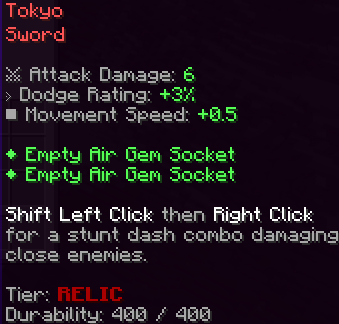 Tokyo
Sword
⚔ Attack Damage: 6
› Dodge Rating: +3%
■ Movement Speed: +0.5
◆ Empty Air Gem Socket
◆ Empty Air Gem Socket
Shift Left Click then Right Click
for a stunt dash combo damaging
close enemies.
Tier: RELIC
Durability: 400 / 400